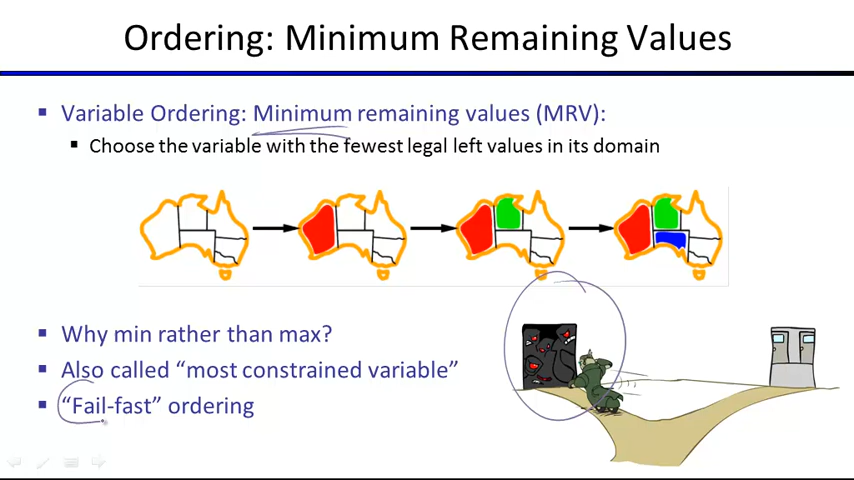 Ordering: Minimum Remaining Values
Variable Ordering: Minimum remaining values (MRV):
Choose the variable with the fewest legal left values in its domain
Why min rather than max?
Also called “most constrained variable”
“Fail-fast” ordering